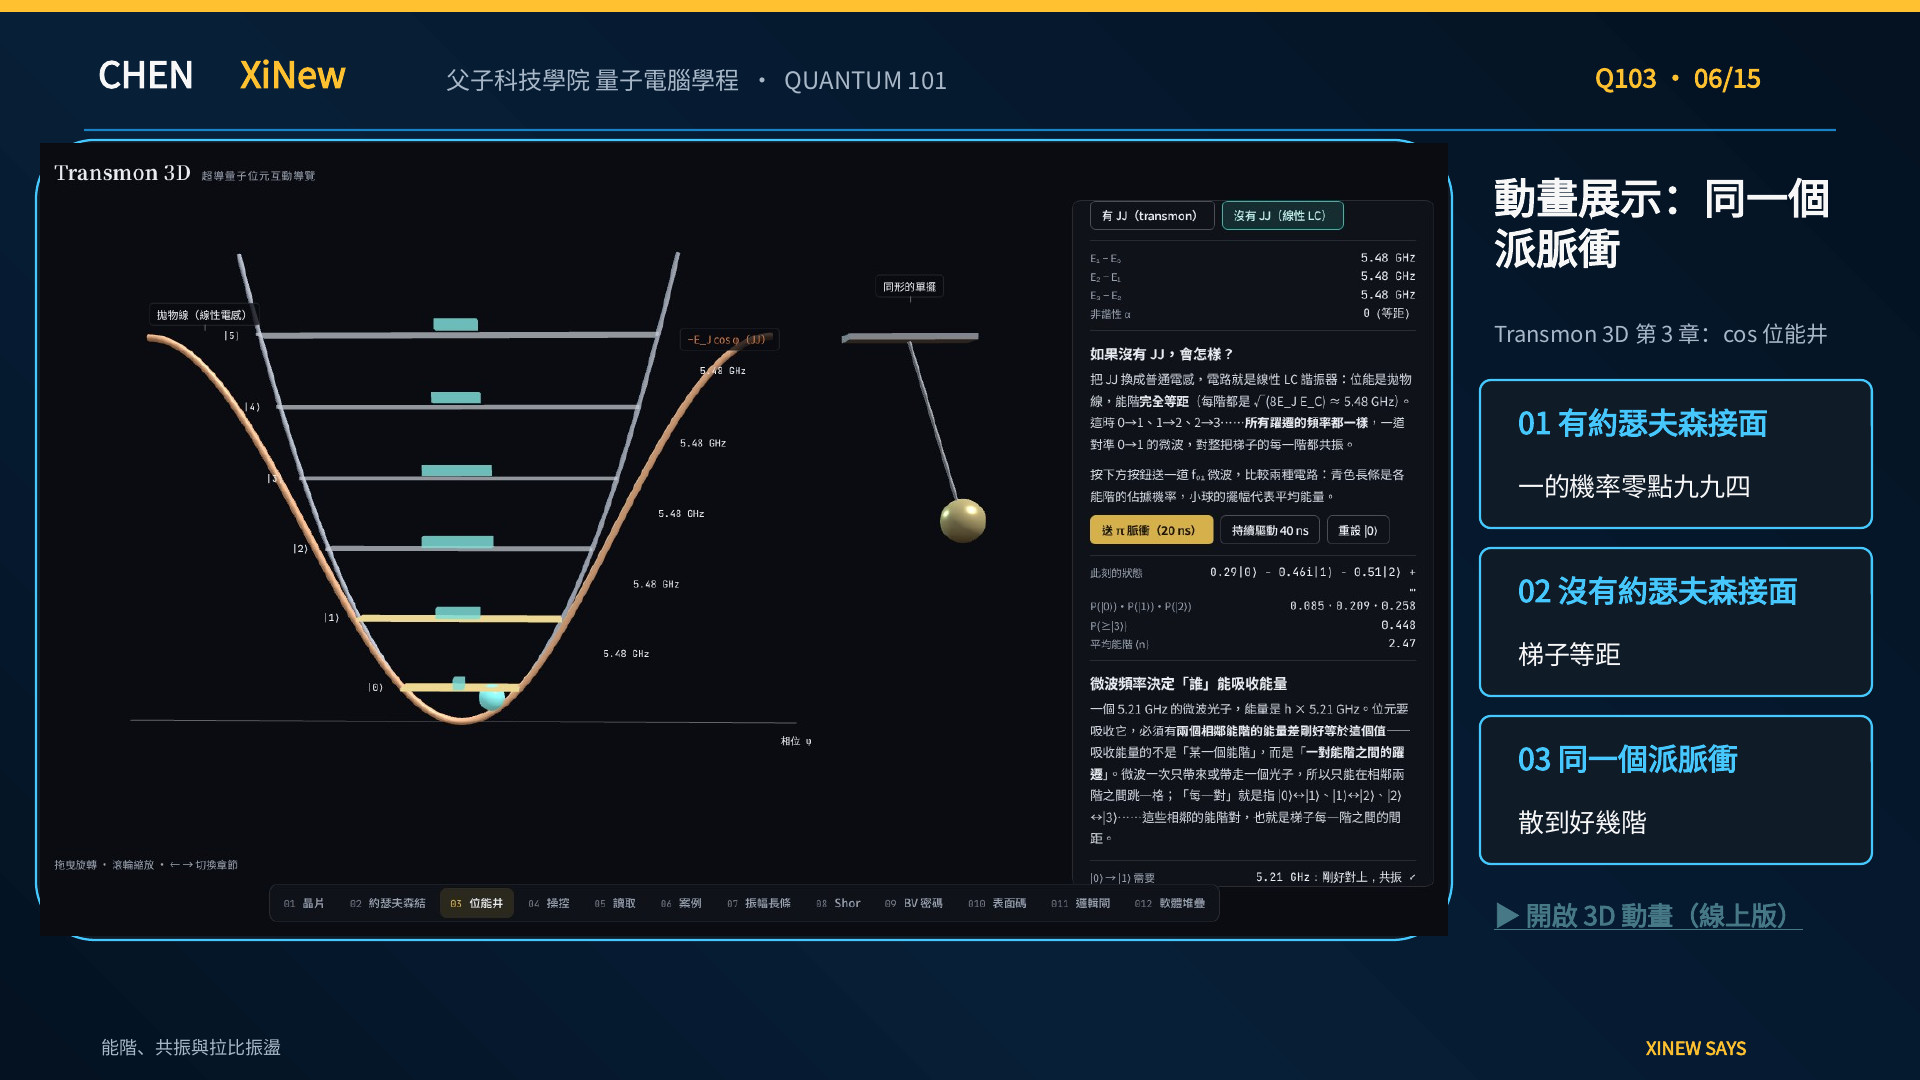 CHEN XiNew 父子科技學院 量子電腦學程 • QUANTUM 101
Q103 • 06/15
Transmon 3D 超導量子位元互動導覽
拋物線（線性電感）
|5⟩
|4⟩
|3⟩
|2⟩
|1⟩
|0⟩
−E_J cos φ（JJ）
5.48 GHz
5.48 GHz
5.48 GHz
5.48 GHz
5.48 GHz
相位 φ
同形的單擺
有 JJ（transmon） 沒有 JJ（線性 LC）
E₁ − E₀ 5.48 GHz
E₂ − E₁ 5.48 GHz
E₃ − E₂ 5.48 GHz
非諧性 α 0（等距）
如果沒有 JJ，會怎樣？
把 JJ 換成普通電感，電路就是線性 LC 諧振器：位能是拋物
線，能階完全等距（每階都是 √(8E_J E_C) ≈ 5.48 GHz）。
這時 0→1、1→2、2→3⋯⋯所有躍遷的頻率都一樣，一道
對準 0→1 的微波，對整把梯子的每一階都共振。
按下方按鈕送一道 f₀₁ 微波，比較兩種電路：青色長條是各
能階的佔據機率，小球的擺幅代表平均能量。
送 π 脈衝（20 ns） 持續驅動 40 ns 重設 |0⟩
此刻的狀態 0.29|0⟩ − 0.46i|1⟩ − 0.51|2⟩ +
…
P(|0⟩)・P(|1⟩)・P(|2⟩) 0.085・0.209・0.258
P(≥|3⟩) 0.448
平均能階 ⟨n⟩ 2.47
微波頻率決定「誰」能吸收能量
一個 5.21 GHz 的微波光子，能量是 h × 5.21 GHz。位元要
吸收它，必須有兩個相鄰能階的能量差剛好等於這個值——
吸收能量的不是「某一個能階」，而是「一對能階之間的躍
遷」。微波一次只帶來或帶走一個光子，所以只能在相鄰兩
階之間跳一格；「每一對」就是指 |0⟩↔|1⟩、|1⟩↔|2⟩、|2⟩
↔|3⟩⋯⋯這些相鄰的能階對，也就是梯子每一階之間的間
距。
|0⟩→|1⟩ 需要 5.21 GHz：剛好對上，共振 ✓
拖曳旋轉 • 滾輪縮放 • ←→ 切換章節
01 晶片 02 約瑟夫森結 03 位能井 04 操控 05 讀取 06 案例 07 振幅長條 08 Shor 09 BV 密碼 010 表面碼 011 邏輯閘 012 軟體堆疊
動畫展示：同一個
派脈衝
Transmon 3D 第 3 章：cos 位能井
01 有約瑟夫森接面
一的機率零點九九四
02 沒有約瑟夫森接面
梯子等距
03 同一個派脈衝
散到好幾階
▶ 開啟 3D 動畫（線上版）
能階、共振與拉比振盪
XINEW SAYS